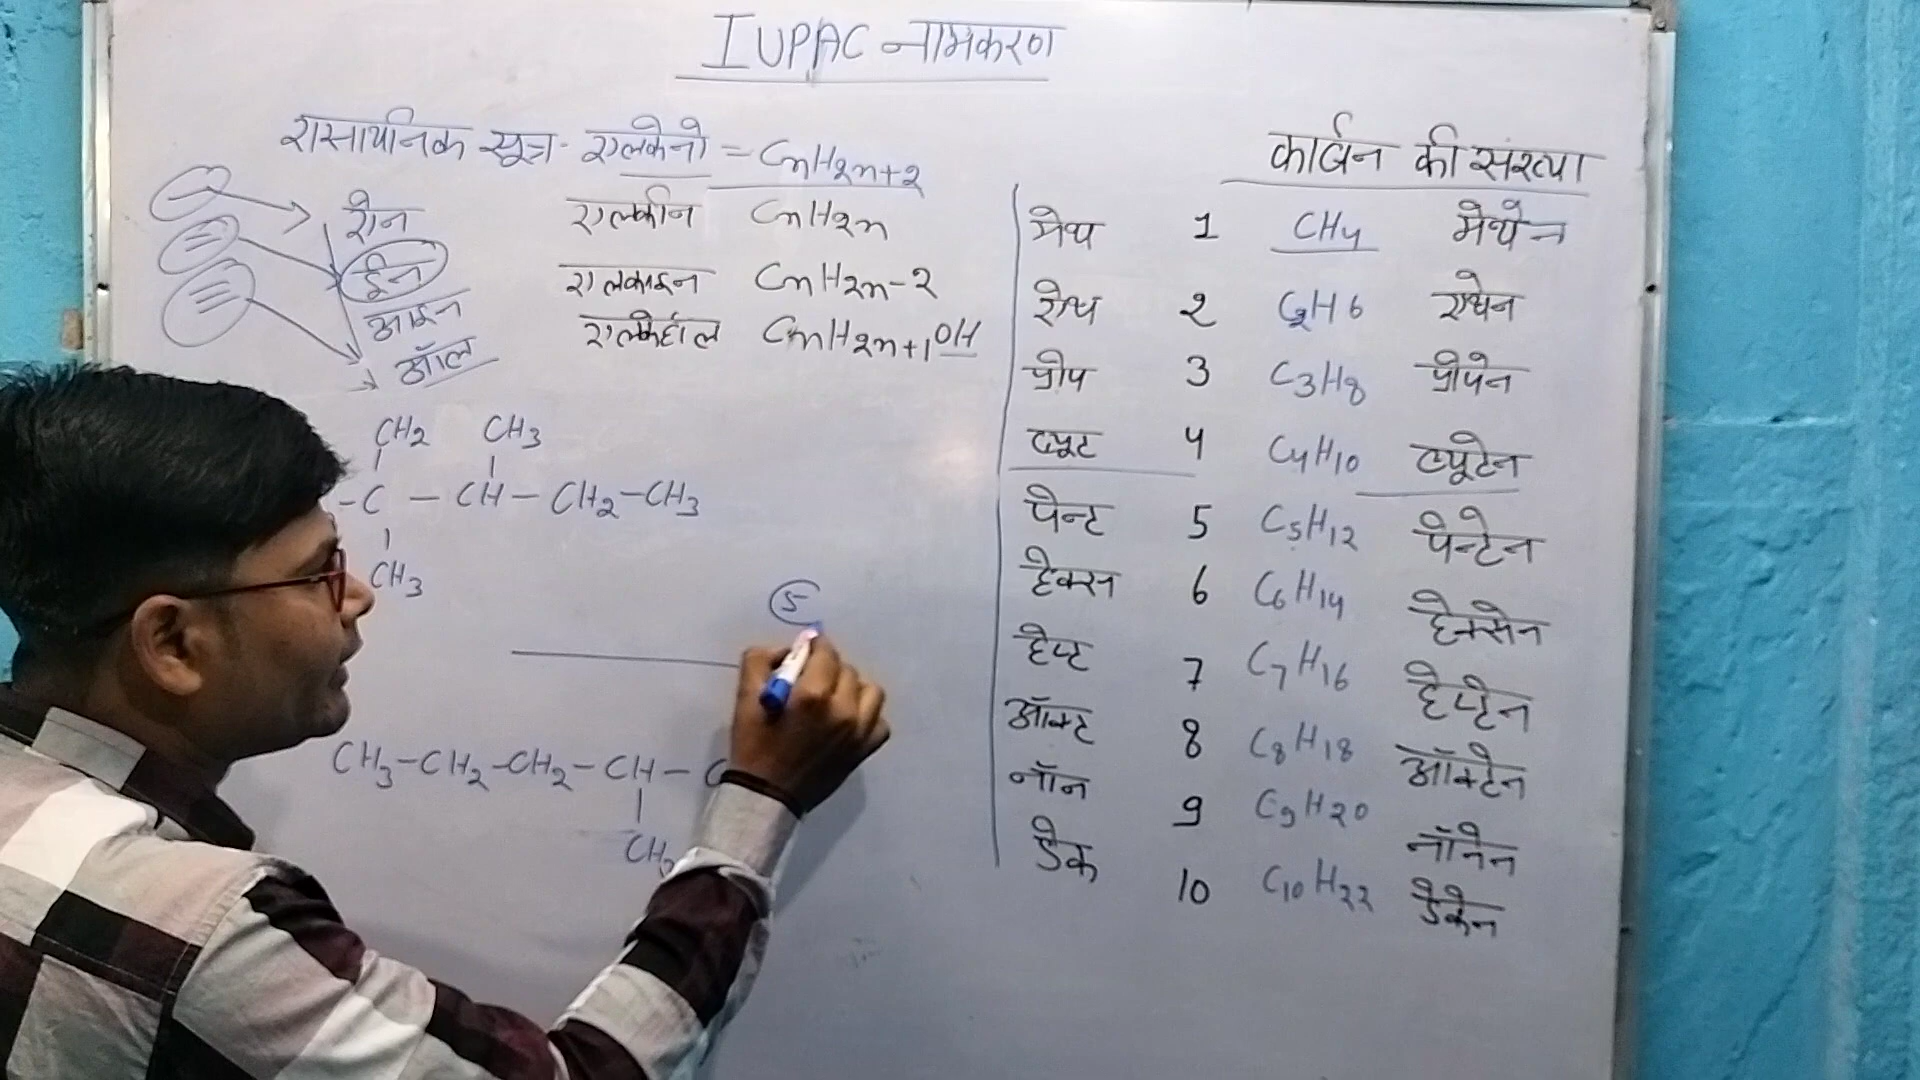 IUPAC नामकरण
रासायनिक सूत्र - एल्केनो = CnH2n+2
एल्कीन CnH2n
एल्काइन CnH2n-2
एल्कोहॉल CnH2n+1OH
ऐन
ईन
आइन
ऑल
CH2 CH3
-C - CH - CH2 - CH3
CH3
5
CH3-CH2-CH2-CH-C
CH
कार्बन की संख्या
मेथ 1 CH4 मेथेन
ऐथ 2 C2H6 एथेन
प्रोप 3 C3H8 प्रोपेन
ब्यूट 4 C4H10 ब्यूटेन
पेन्ट 5 C5H12 पेन्टेन
हेक्स 6 C6H14 हेक्सेन
हेप्ट 7 C7H16 हेप्टेन
ऑक्ट 8 C8H18 ऑक्टेन
नॉन 9 C9H20 नॉनेन
डेक 10 C10H22 डेकेन